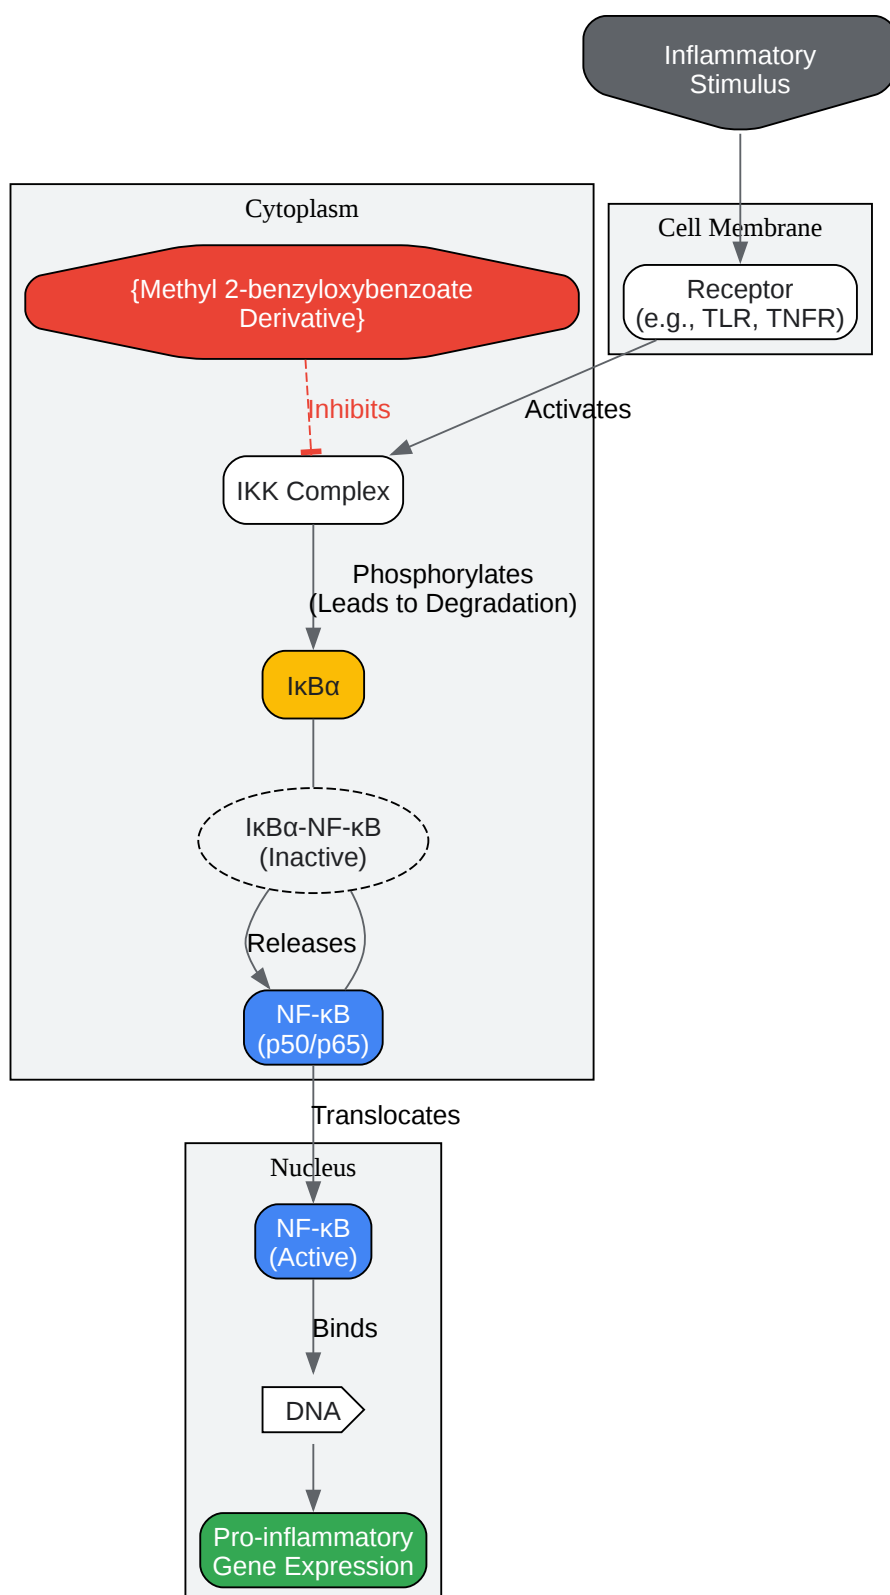 Inflammatory
Stimulus
Cytoplasm
Cell Membrane
{Methyl 2-benzyloxybenzoate
Derivative}
Receptor
(e.g., TLR, TNFR)
Inhibits
Activates
IKK Complex
Phosphorylates
(Leads to Degradation)
IκBα
IκBα-NF-κB
(Inactive)
Releases
NF-κB
(p50/p65)
Translocates
Nucleus
NF-κB
(Active)
Binds
DNA
Pro-inflammatory
Gene Expression